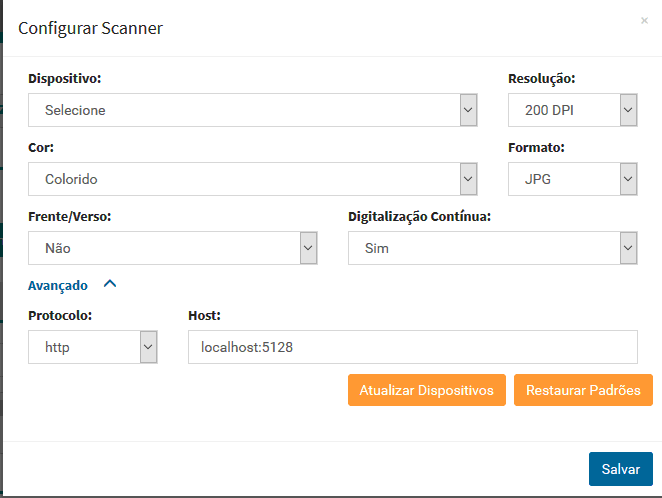 Configurar Scanner ×
Dispositivo: Resolução:
Selecione 200 DPI
Cor: Formato:
Colorido JPG
Frente/Verso: Digitalização Contínua:
Não Sim
Avançado
Protocolo: Host:
http localhost:5128
Atualizar Dispositivos Restaurar Padrões
Salvar